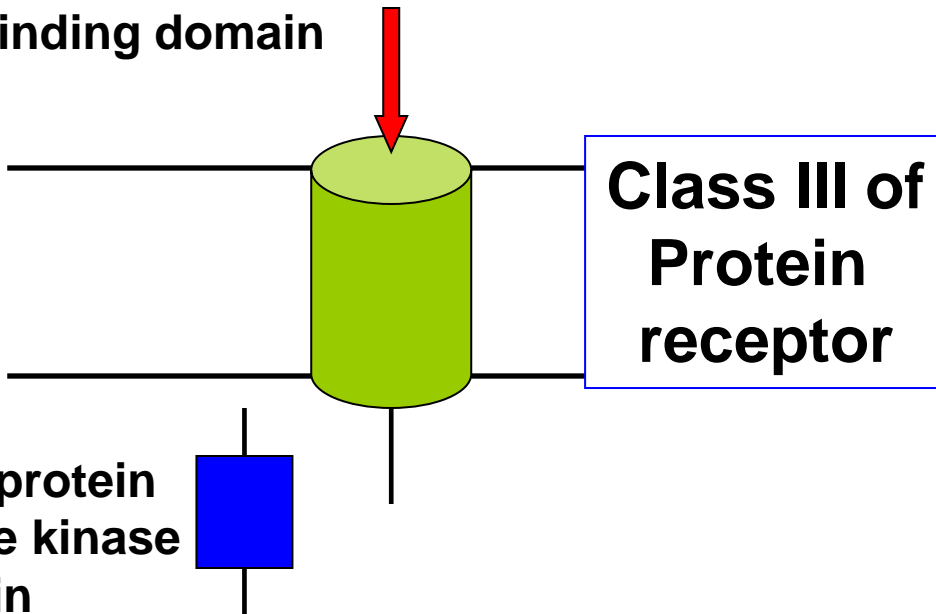 inding domain
Class III of
Protein
receptor
protein
e kinase
in